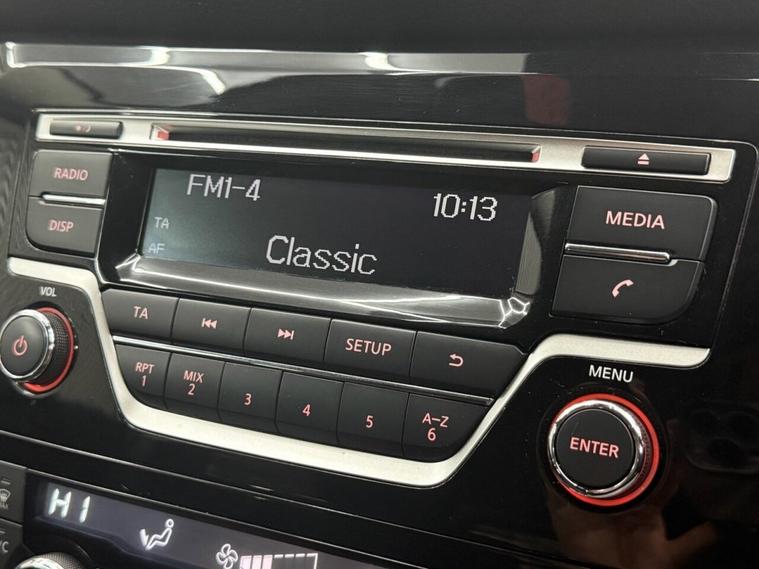 RADIO
DISP
FM1-4
10:13
TA
AF
Classic
MEDIA
VOL
TA
SETUP
RPT
1
MIX
2
3
4
5
A-Z
6
MENU
ENTER
HI